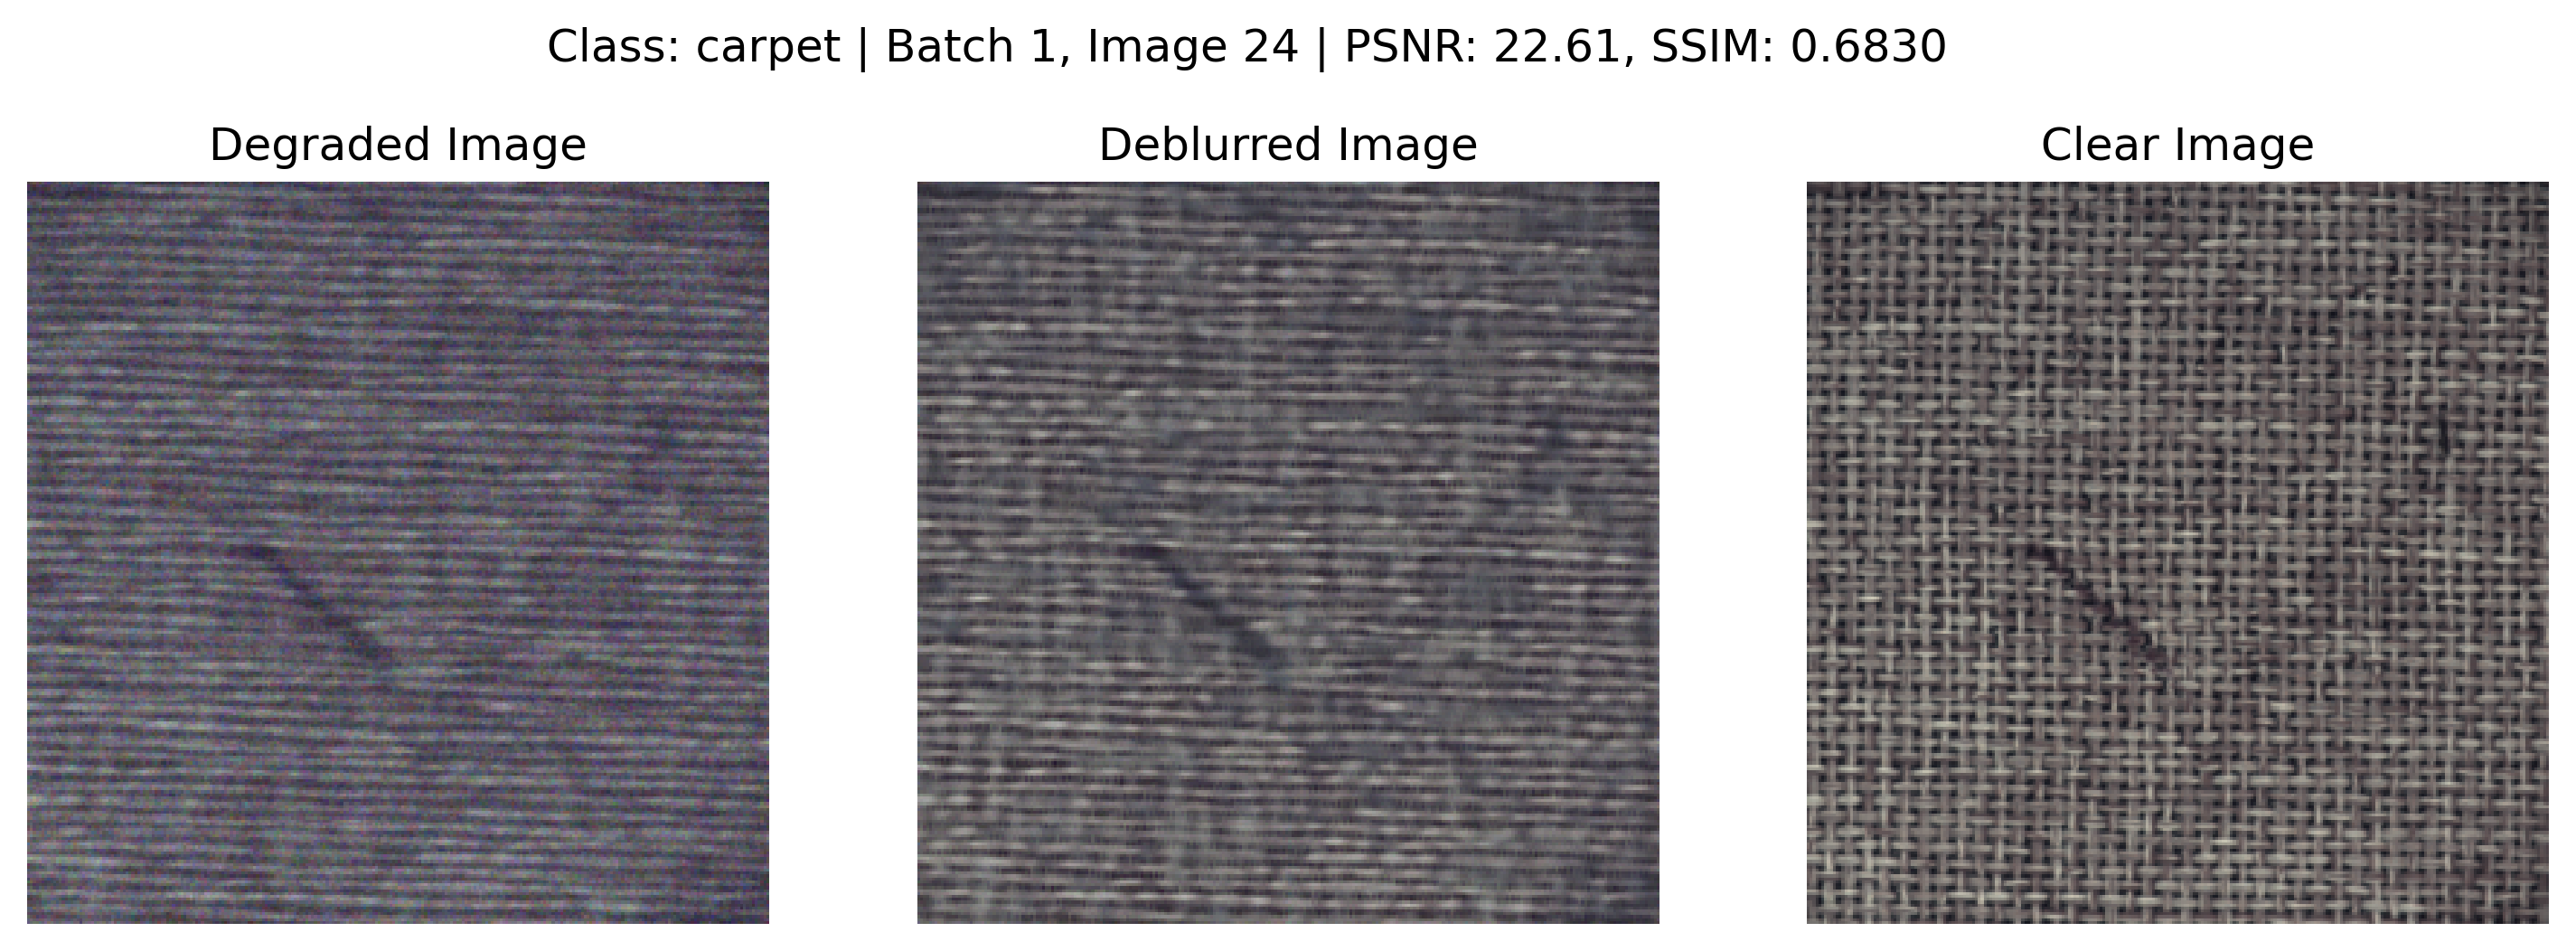 Class: carpet | Batch 1, Image 24 | PSNR: 22.61, SSIM: 0.6830
Degraded Image
Deblurred Image
Clear Image